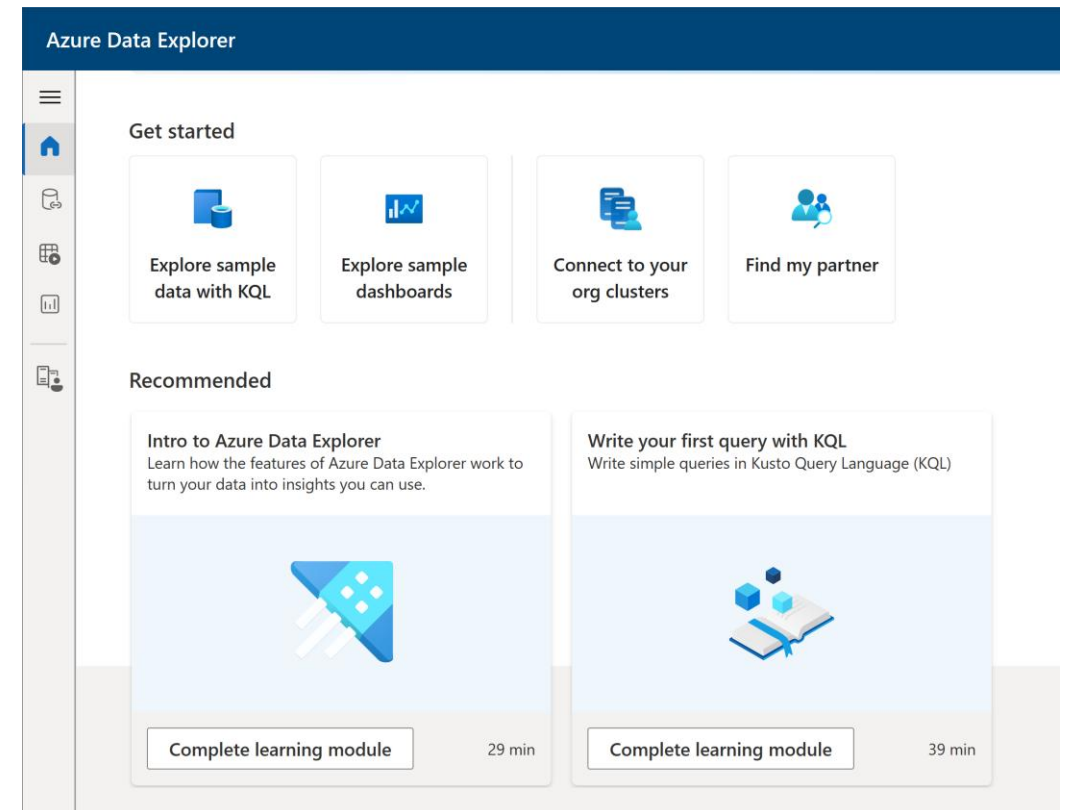 Azure Data Explorer
Get started
Explore sample
data with KQL
Explore sample
dashboards
Connect to your
org clusters
Find my partner
Recommended
Intro to Azure Data Explorer
Learn how the features of Azure Data Explorer work to
turn your data into insights you can use.
Complete learning module
29 min
Write your first query with KQL
Write simple queries in Kusto Query Language (KQL)
Complete learning module
39 min